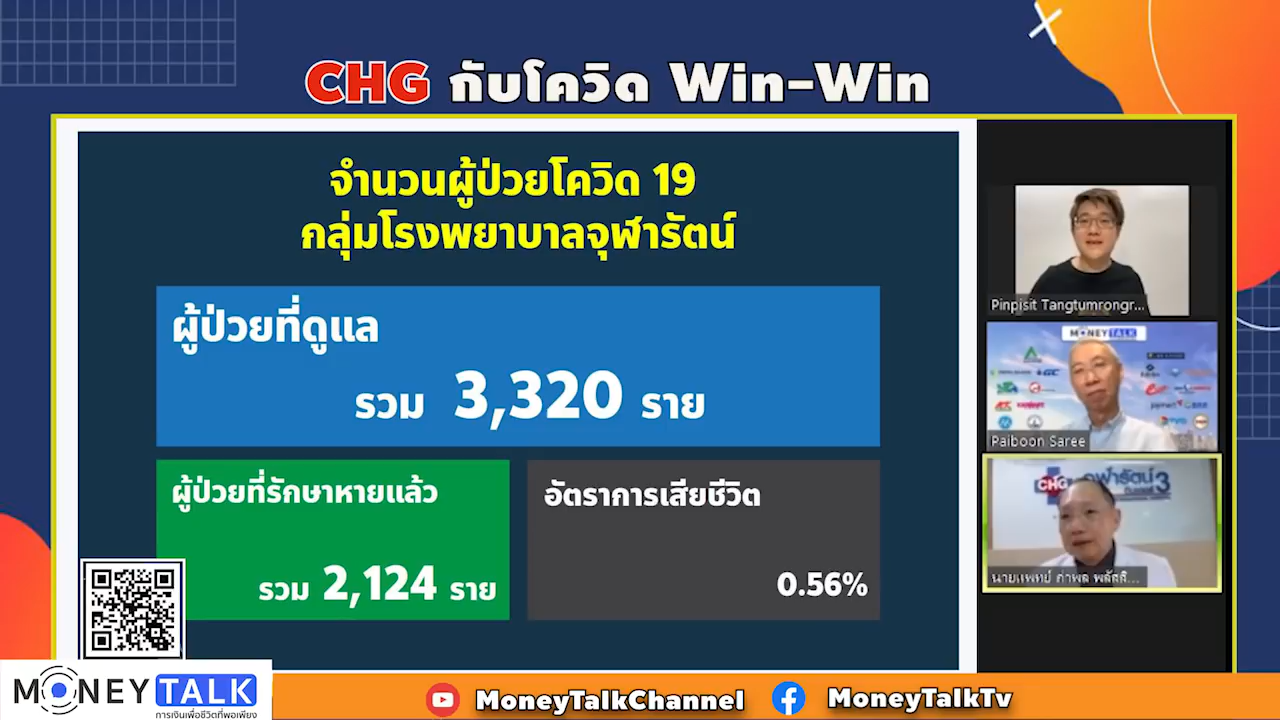 CHG กับโควิด Win-Win
จำนวนผู้ป่วยโควิด 19
กลุ่มโรงพยาบาลจุฬารัตน์
ผู้ป่วยที่ดูแล
รวม 3,320 ราย
ผู้ป่วยที่รักษาหายแล้ว
รวม 2,124 ราย
อัตราการเสียชีวิต
0.56%
Pinpisit Tangtumrongr...
MONEY TALK
Paiboon Saree
CHG จุฬารัตน์ 3
นายแพทย์ กำพล พลัสสิ...
MONEY TALK
การเงินเพื่อชีวิตที่พอเพียง
MoneyTalkChannel
MoneyTalkTv